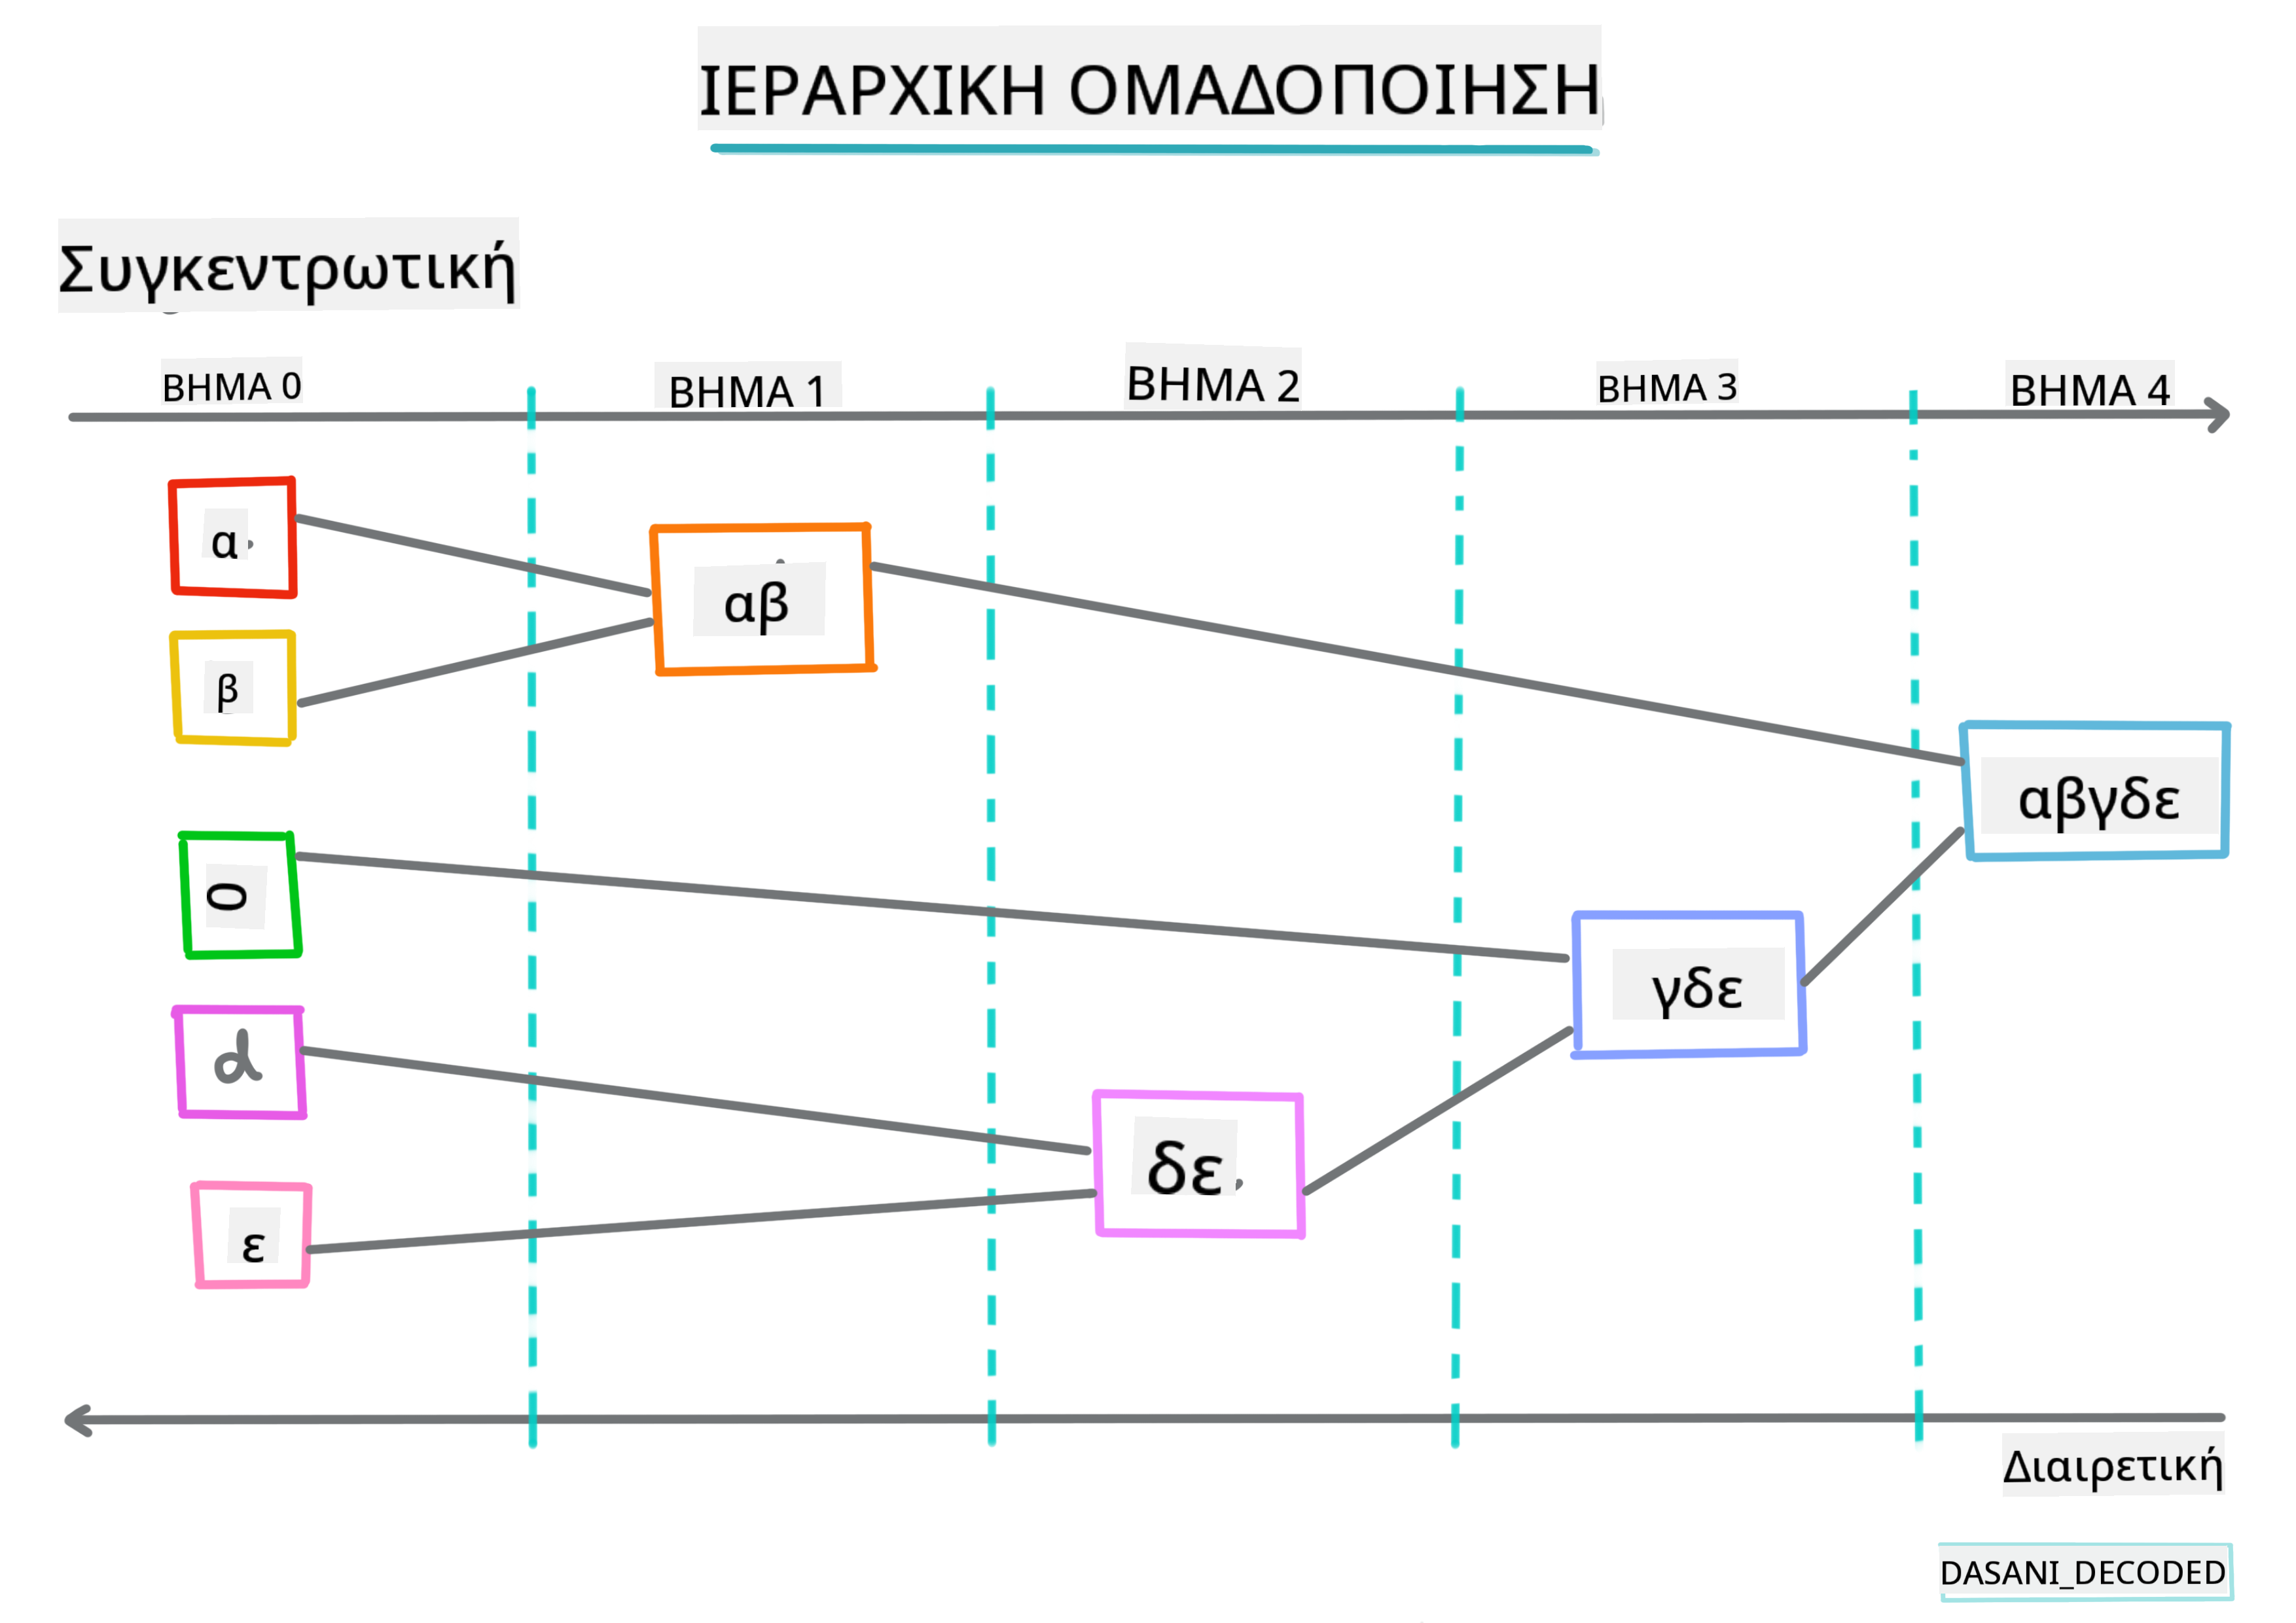 ΙΕΡΑΡΧΙΚΗ ΟΜΑΔΟΠΟΙΗΣΗ
Συγκεντρωτική
ΒΗΜΑ 0 ΒΗΜΑ 1 ΒΗΜΑ 2 ΒΗΜΑ 3 ΒΗΜΑ 4
α
αβ
β
αβγδε
0
γδε
d
δε
ε
Διαιρετική
DASANI_DECODED